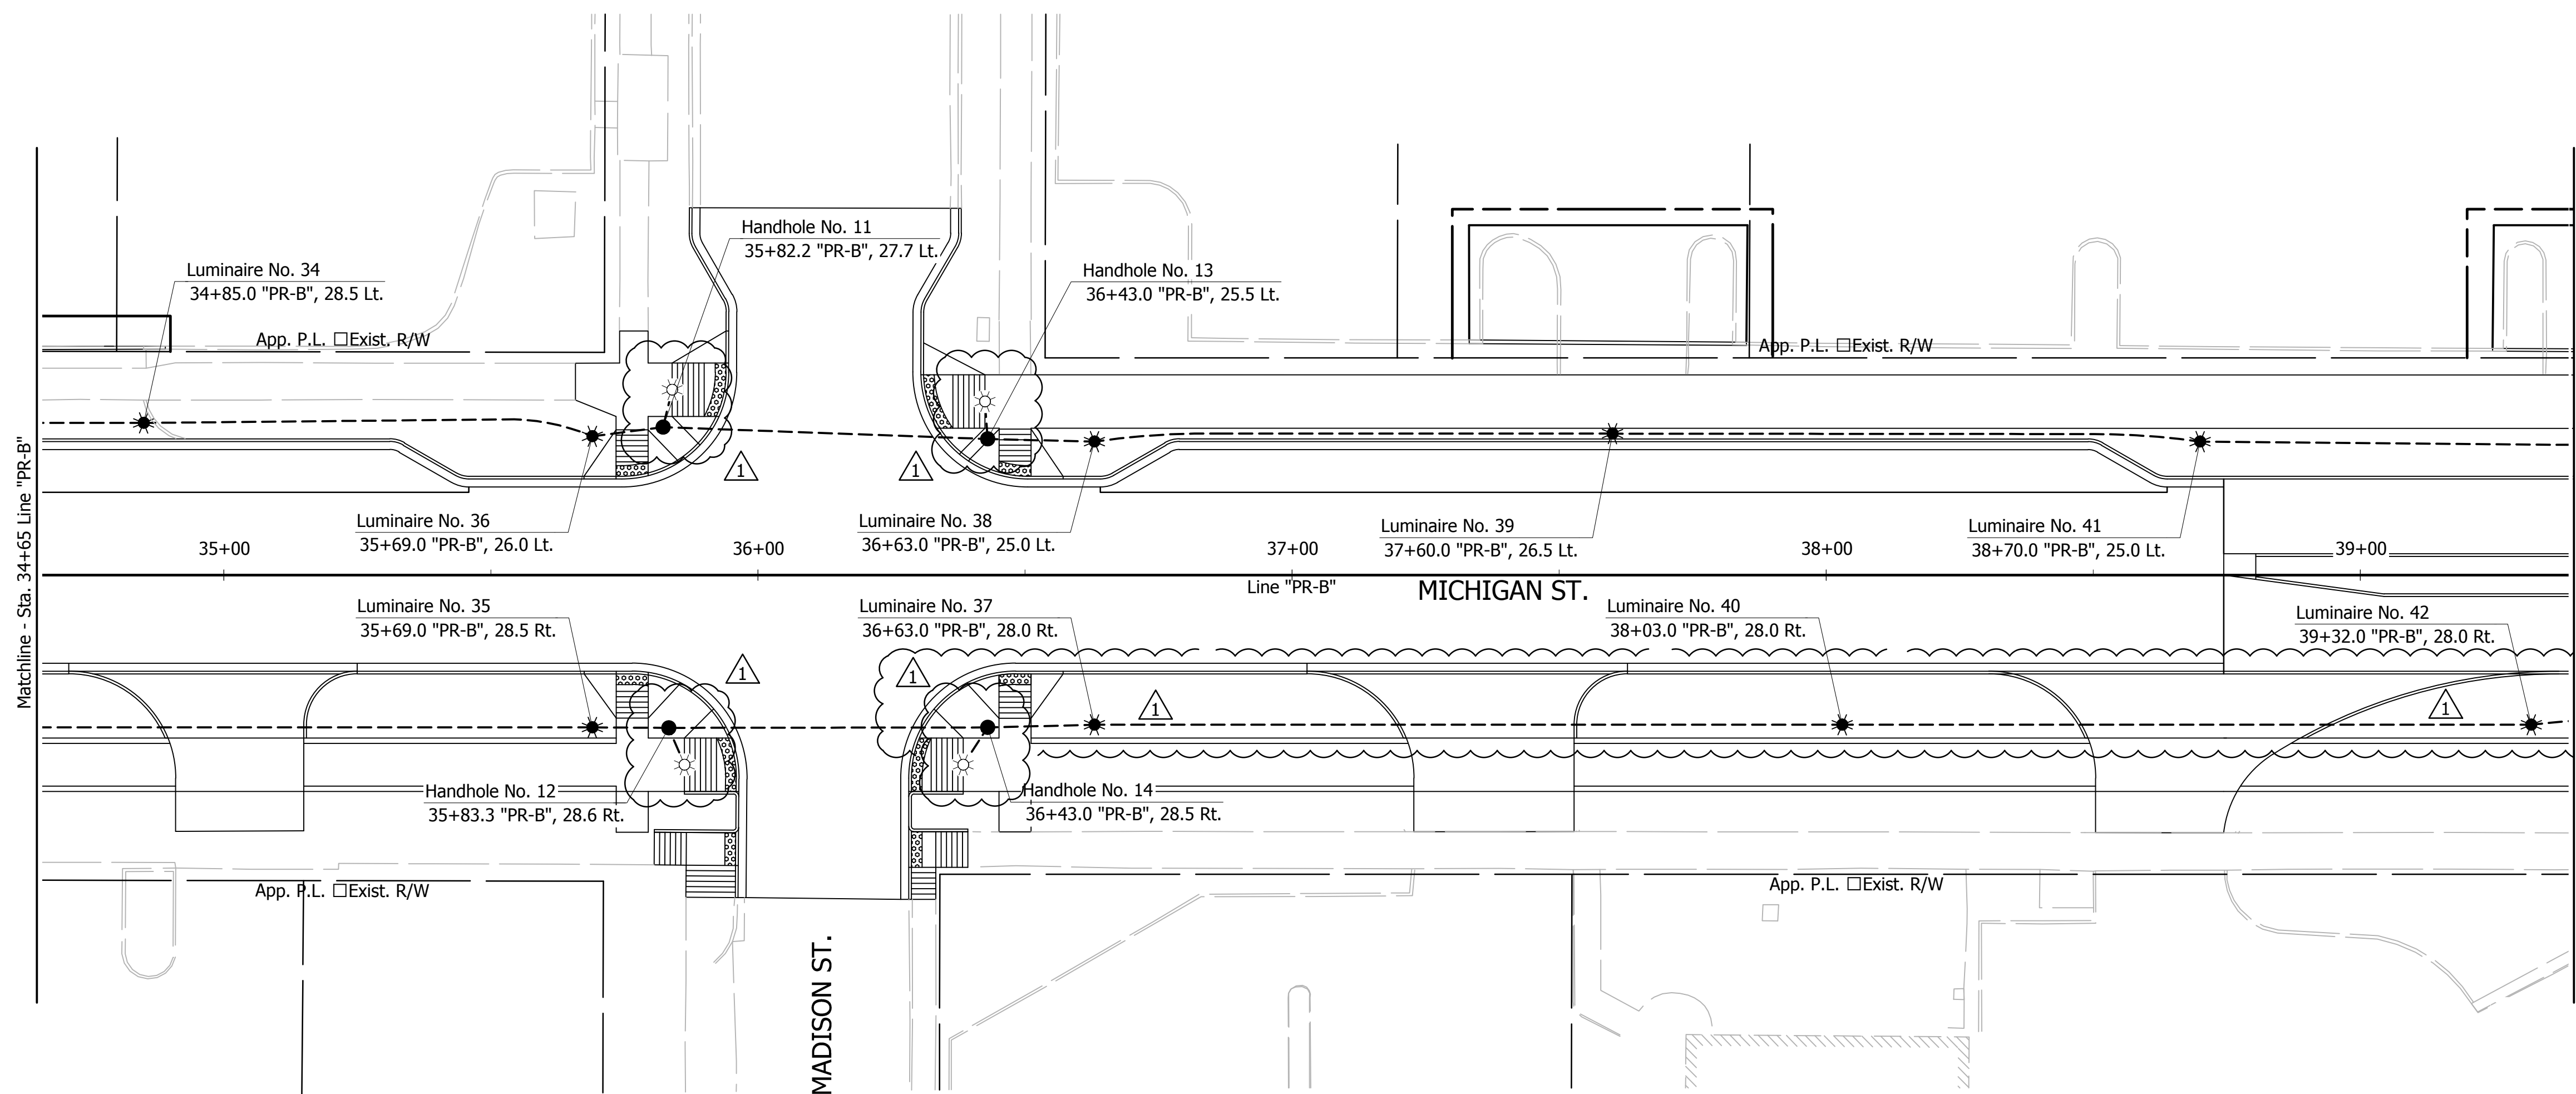 Handhole No. 11
35+82.2 "PR-B", 27.7 Lt.
Luminaire No. 34
34+85.0 "PR-B", 28.5 Lt.
Handhole No. 13
36+43.0 "PR-B", 25.5 Lt.
App. P.L. □Exist. R/W
App. P.L. □Exist. R/W
1
1
Matchline - Sta. 34+65 Line "PR-B"
Luminaire No. 36
35+69.0 "PR-B", 26.0 Lt.
Luminaire No. 38
36+63.0 "PR-B", 25.0 Lt.
Luminaire No. 39
37+60.0 "PR-B", 26.5 Lt.
Luminaire No. 41
38+70.0 "PR-B", 25.0 Lt.
35+00
36+00
37+00
38+00
39+00
Line "PR-B"
MICHIGAN ST.
Luminaire No. 35
35+69.0 "PR-B", 28.5 Rt.
Luminaire No. 37
36+63.0 "PR-B", 28.0 Rt.
Luminaire No. 40
38+03.0 "PR-B", 28.0 Rt.
Luminaire No. 42
39+32.0 "PR-B", 28.0 Rt.
1
1
1
1
Handhole No. 12
35+83.3 "PR-B", 28.6 Rt.
Handhole No. 14
36+43.0 "PR-B", 28.5 Rt.
App. P.L. □Exist. R/W
App. P.L. □Exist. R/W
MADISON ST.